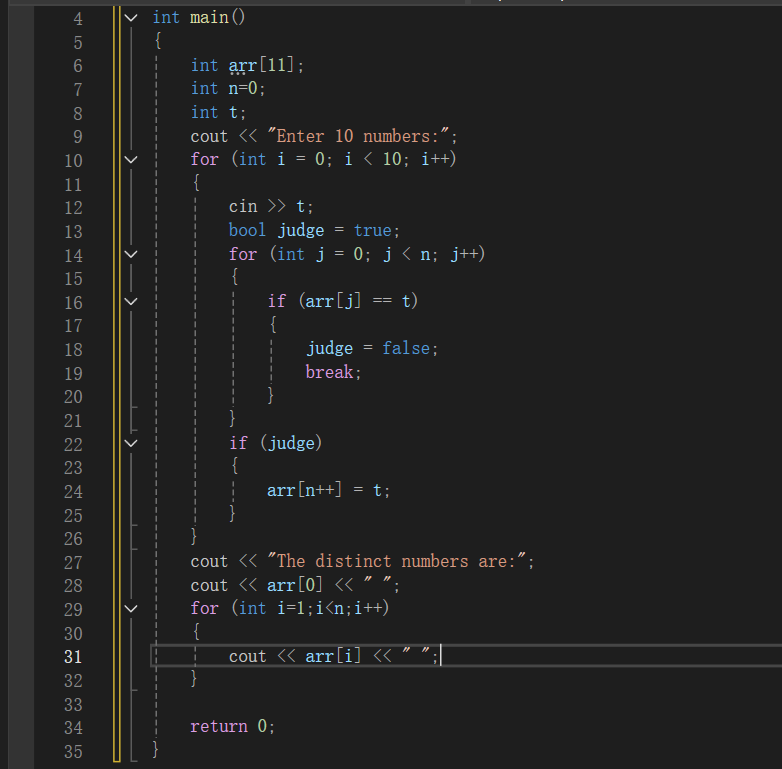 4 int main()
5 {
6 int arr[11];
7 int n=0;
8 int t;
9 cout << "Enter 10 numbers:";
10 for (int i = 0; i < 10; i++)
11 {
12 cin >> t;
13 bool judge = true;
14 for (int j = 0; j < n; j++)
15 {
16 if (arr[j] == t)
17 {
18 judge = false;
19 break;
20 }
21 }
22 if (judge)
23 {
24 arr[n++] = t;
25 }
26 }
27 cout << "The distinct numbers are:";
28 cout << arr[0] << " ";
29 for (int i=1;i<n;i++)
30 {
31 cout << arr[i] << " ";
32 }
33
34 return 0;
35 }